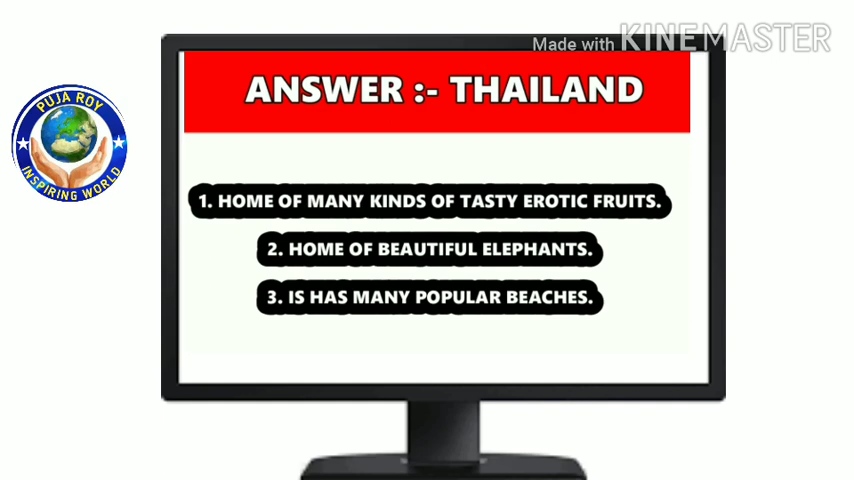 Made with KINEMASTER
PUJA ROY
INSPIRING WORLD
ANSWER :- THAILAND
1. HOME OF MANY KINDS OF TASTY EROTIC FRUITS.
2. HOME OF BEAUTIFUL ELEPHANTS.
3. IS HAS MANY POPULAR BEACHES.